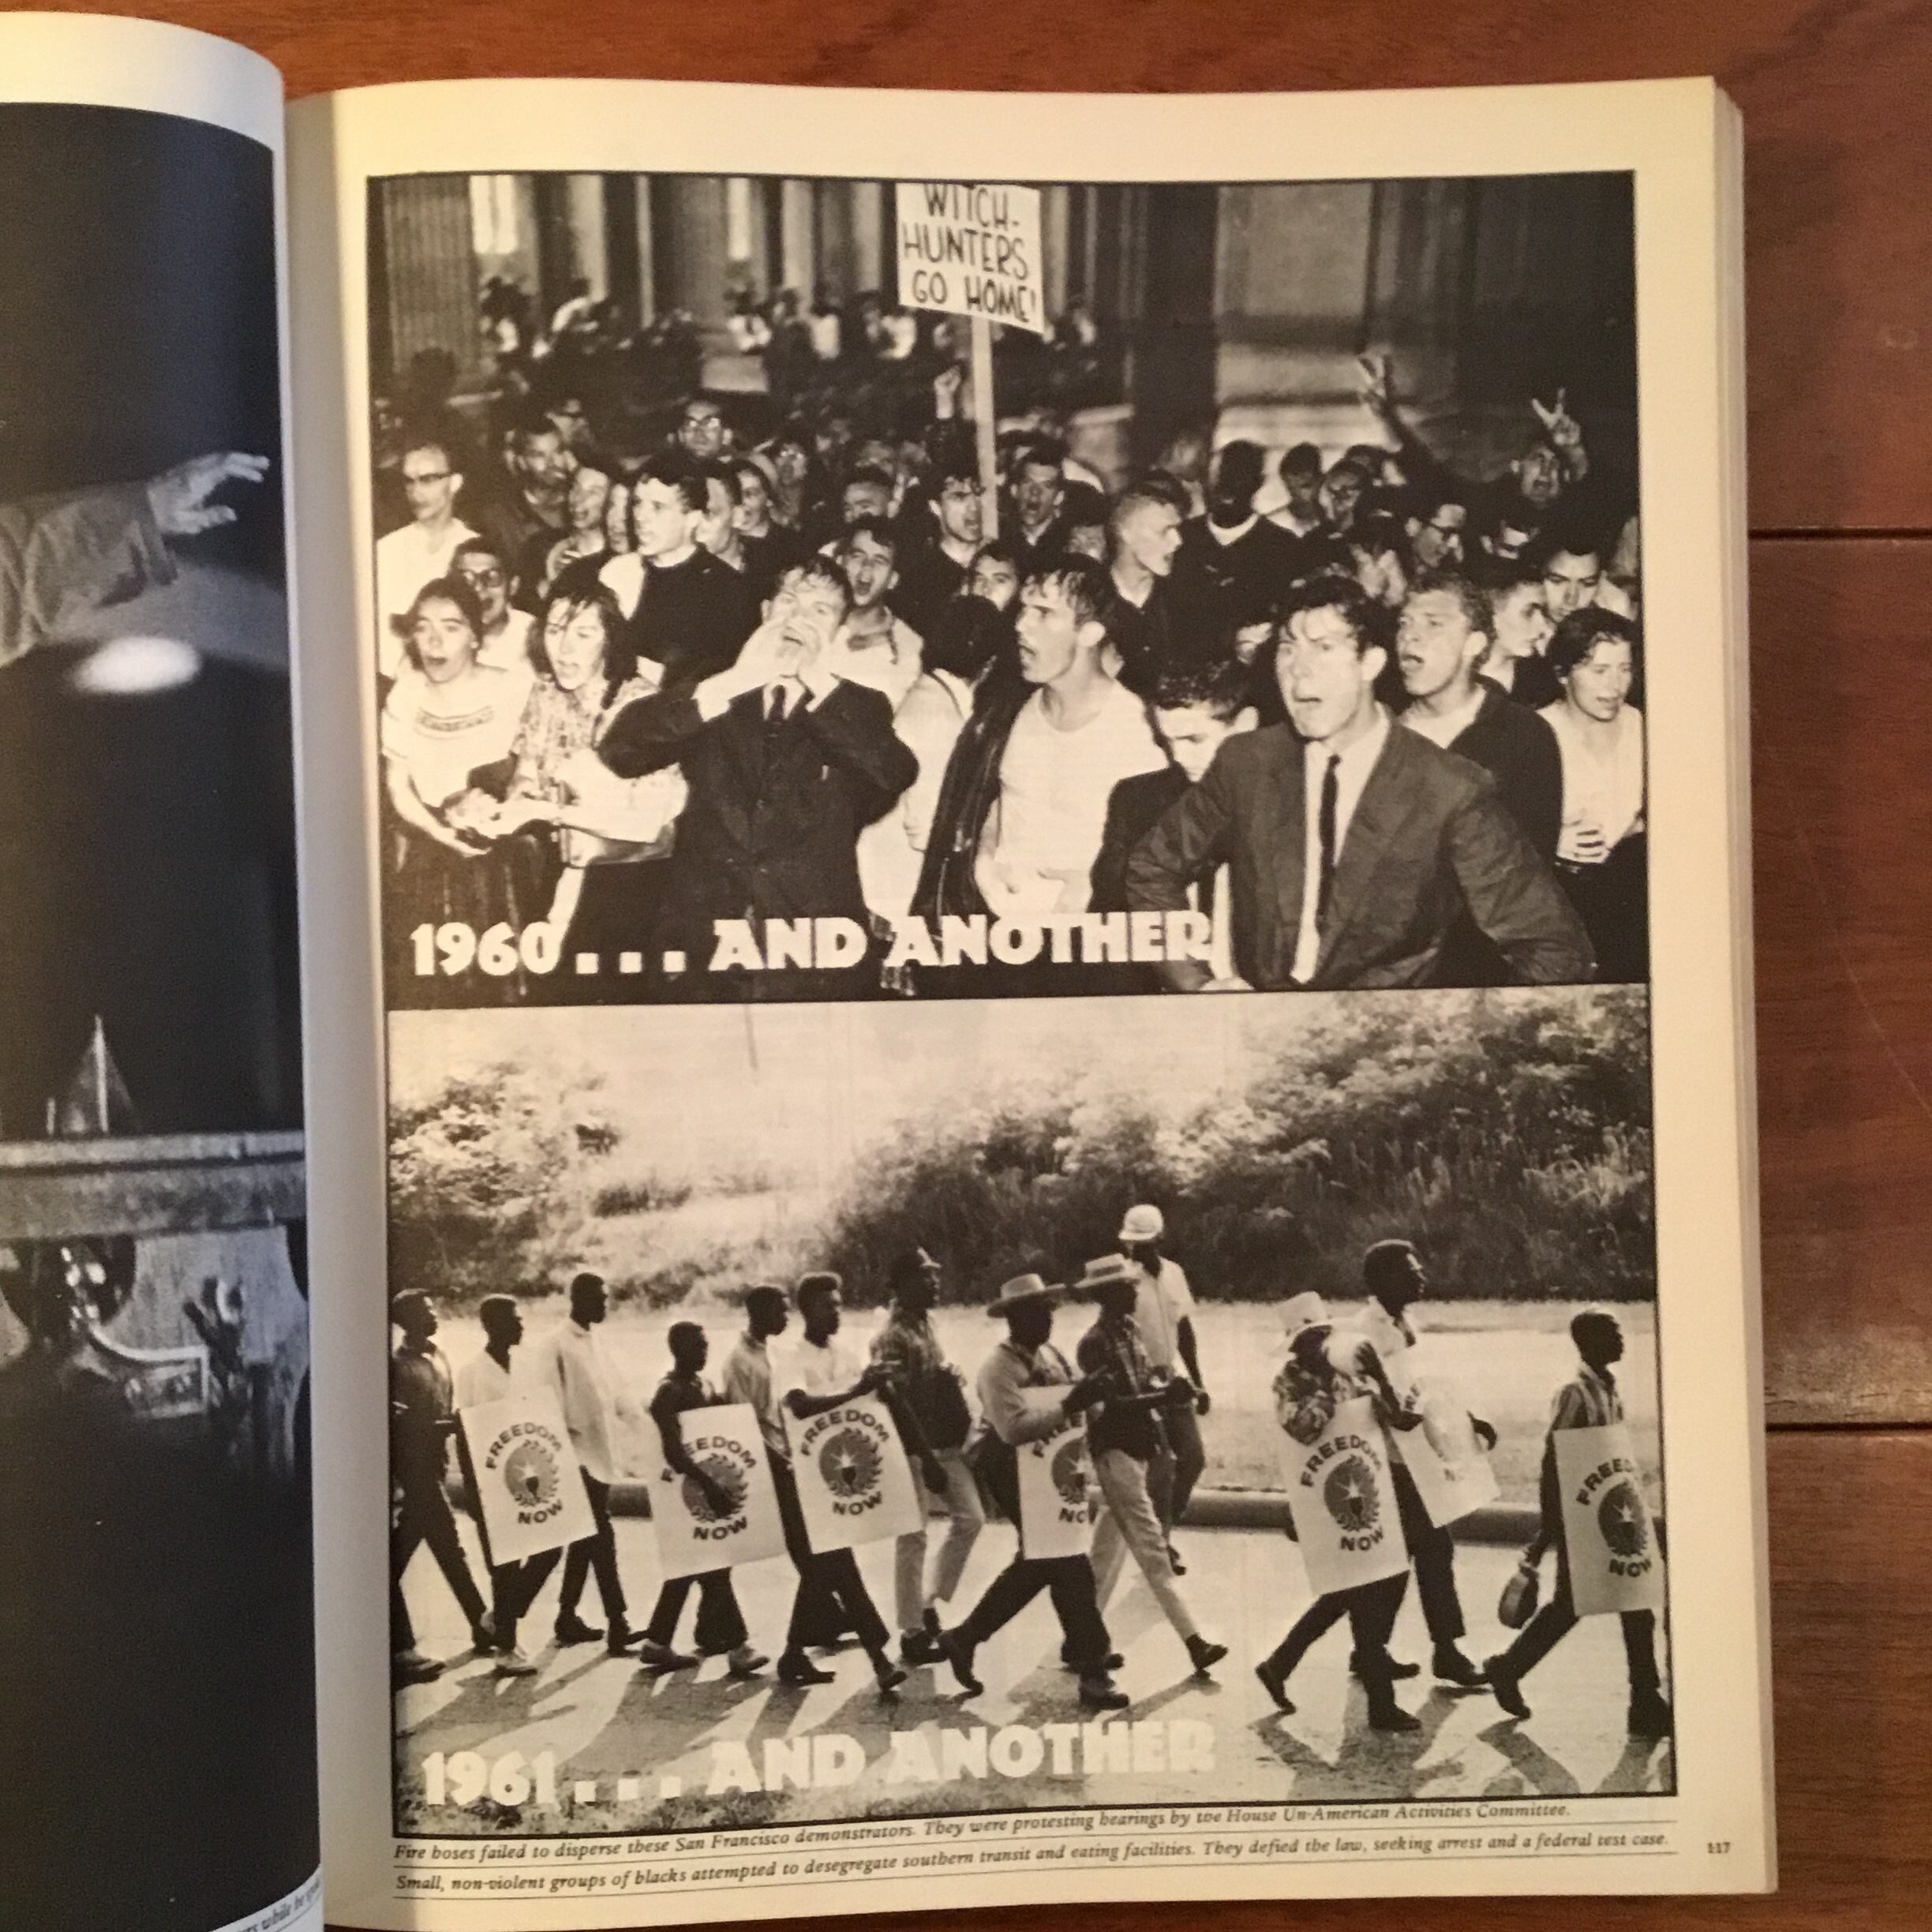 WITCH-
HUNTERS
GO HOME!
1960... AND ANOTHER
FREEDOM
NOW
FREEDOM
NOW
FREEDOM
NOW
FREEDOM
NOW
1961... AND ANOTHER
Fire hoses failed to disperse these San Francisco demonstrators. They were protesting hearings by the House Un-American Activities Committee.
Small, non-violent groups of blacks attempted to desegregate southern transit and eating facilities. They defied the law, seeking arrest and a federal test case.
117
while he